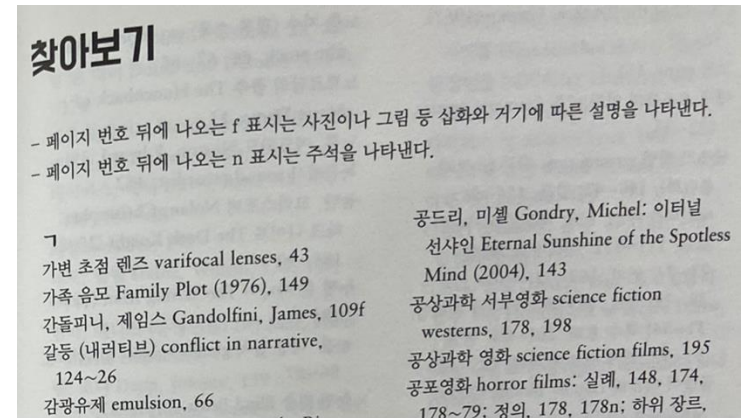 찾아보기
- 페이지 번호 뒤에 나오는 f 표시는 사진이나 그림 등 삽화와 거기에 따른 설명을 나타낸다.
- 페이지 번호 뒤에 나오는 n 표시는 주석을 나타낸다.
ㄱ
가변 초점 렌즈 varifocal lenses, 43
가족 음모 Family Plot (1976), 149
간돌피니, 제임스 Gandolfini, James, 109f
갈등 (내러티브) conflict in narrative,
124~26
감광유제 emulsion, 66
공드리, 미셸 Gondry, Michel: 이터널
선샤인 Eternal Sunshine of the Spotless
Mind (2004), 143
공상과학 서부영화 science fiction
westerns, 178, 198
공상과학 영화 science fiction films, 195
공포영화 horror films: 실례, 148, 174,
178~79; 정의, 178, 178n; 하위 장르,